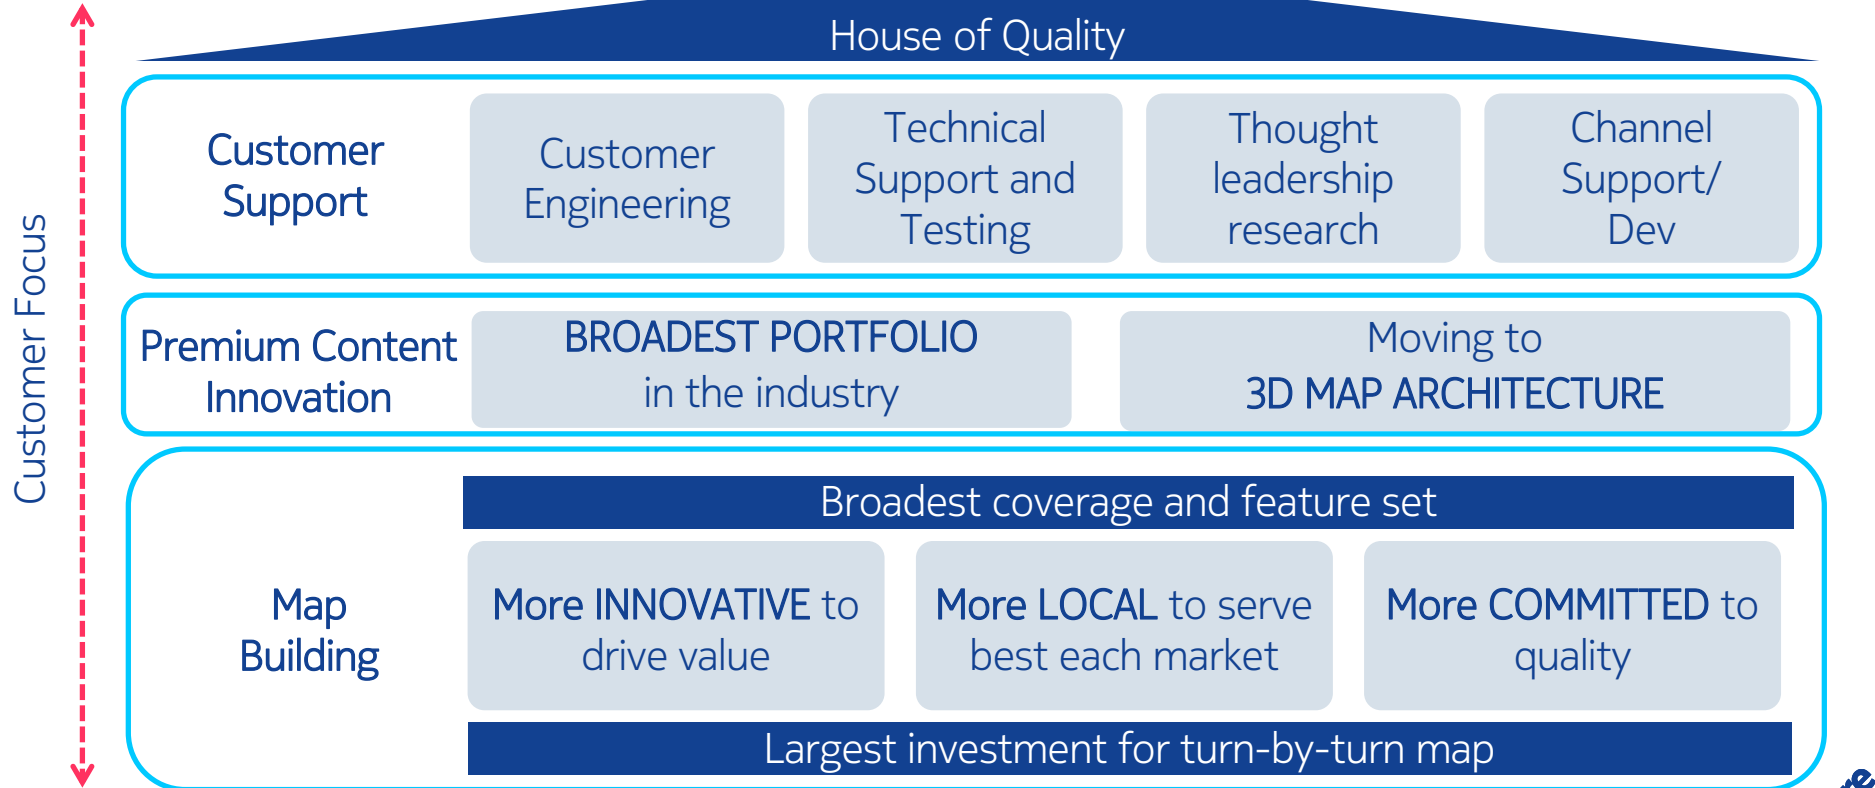 House of Quality
Customer Focus
Customer
Support
Customer
Engineering
Technical
Support and
Testing
Thought
leadership
research
Channel
Support/
Dev
Premium Content
Innovation
BROADEST PORTFOLIO
in the industry
Moving to
3D MAP ARCHITECTURE
Map
Building
Broadest coverage and feature set
More INNOVATIVE to
drive value
More LOCAL to serve
best each market
More COMMITTED to
quality
Largest investment for turn-by-turn map